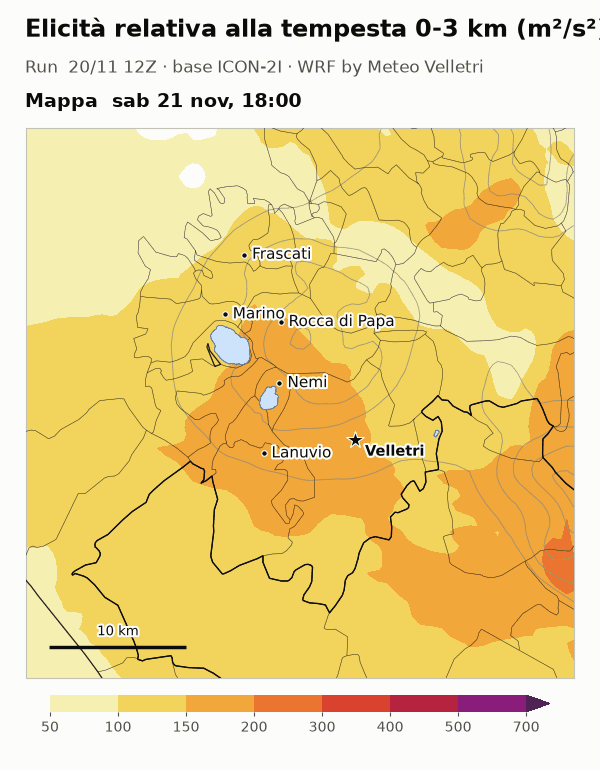 Elicità relativa alla tempesta 0-3 km (m²/s²)
Run  20/11 12Z · base ICON-2I · WRF by Meteo Velletri
Mappa  sab 21 nov, 18:00
Frascati
Marino
Rocca di Papa
Nemi
Lanuvio
Velletri
10 km
50 100 150 200 300 400 500 700